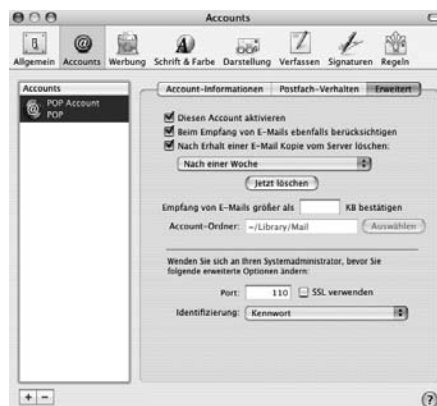 Accounts
Allgemein Accounts Werbung Schrift & Farbe Darstellung Verfassen Signaturen Regeln
Accounts
POP Account
POP
Account-Informationen Postfach-Verhalten Erweitert
Diesen Account aktivieren
Beim Empfang von E-Mails ebenfalls berücksichtigen
Nach Erhalt einer E-Mail Kopie vom Server löschen:
Nach einer Woche
Jetzt löschen
Empfang von E-Mails größer als KB bestätigen
Account-Ordner: ~/Library/Mail Auswählen
Wenden Sie sich an Ihren Systemadministrator, bevor Sie
folgende erweiterte Optionen ändern:
Port: 110 SSL verwenden
Identifizierung: Kennwort
+ - ?